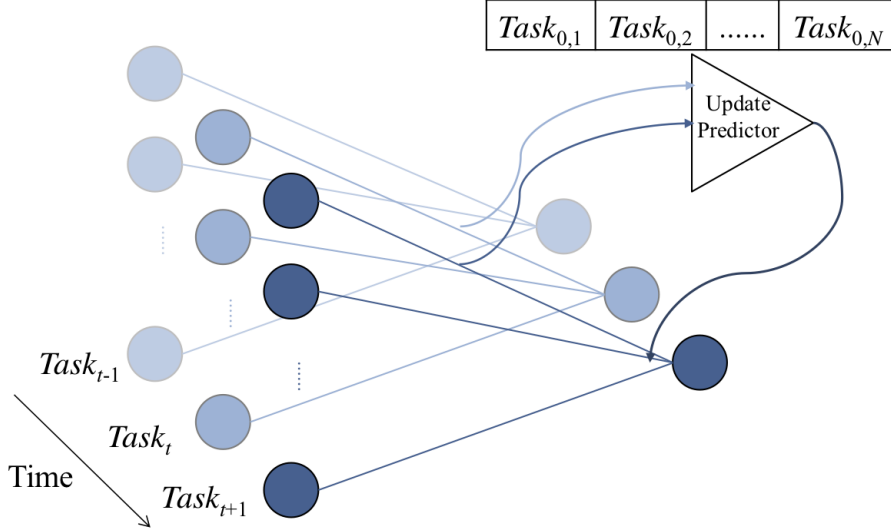 Task0,1 Task0,2 ...... Task0,N
Update
Predictor
Taskt-1
Taskt
Time
Taskt+1